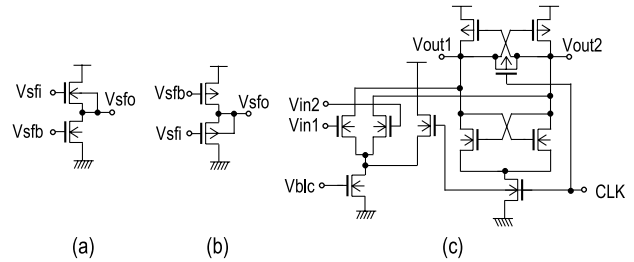 Vout1
Vout2
Vsfi
Vsfo
Vsfb
Vsfb
Vsfo
Vsfi
Vin2
Vin1
Vblc
CLK
(a)
(b)
(c)